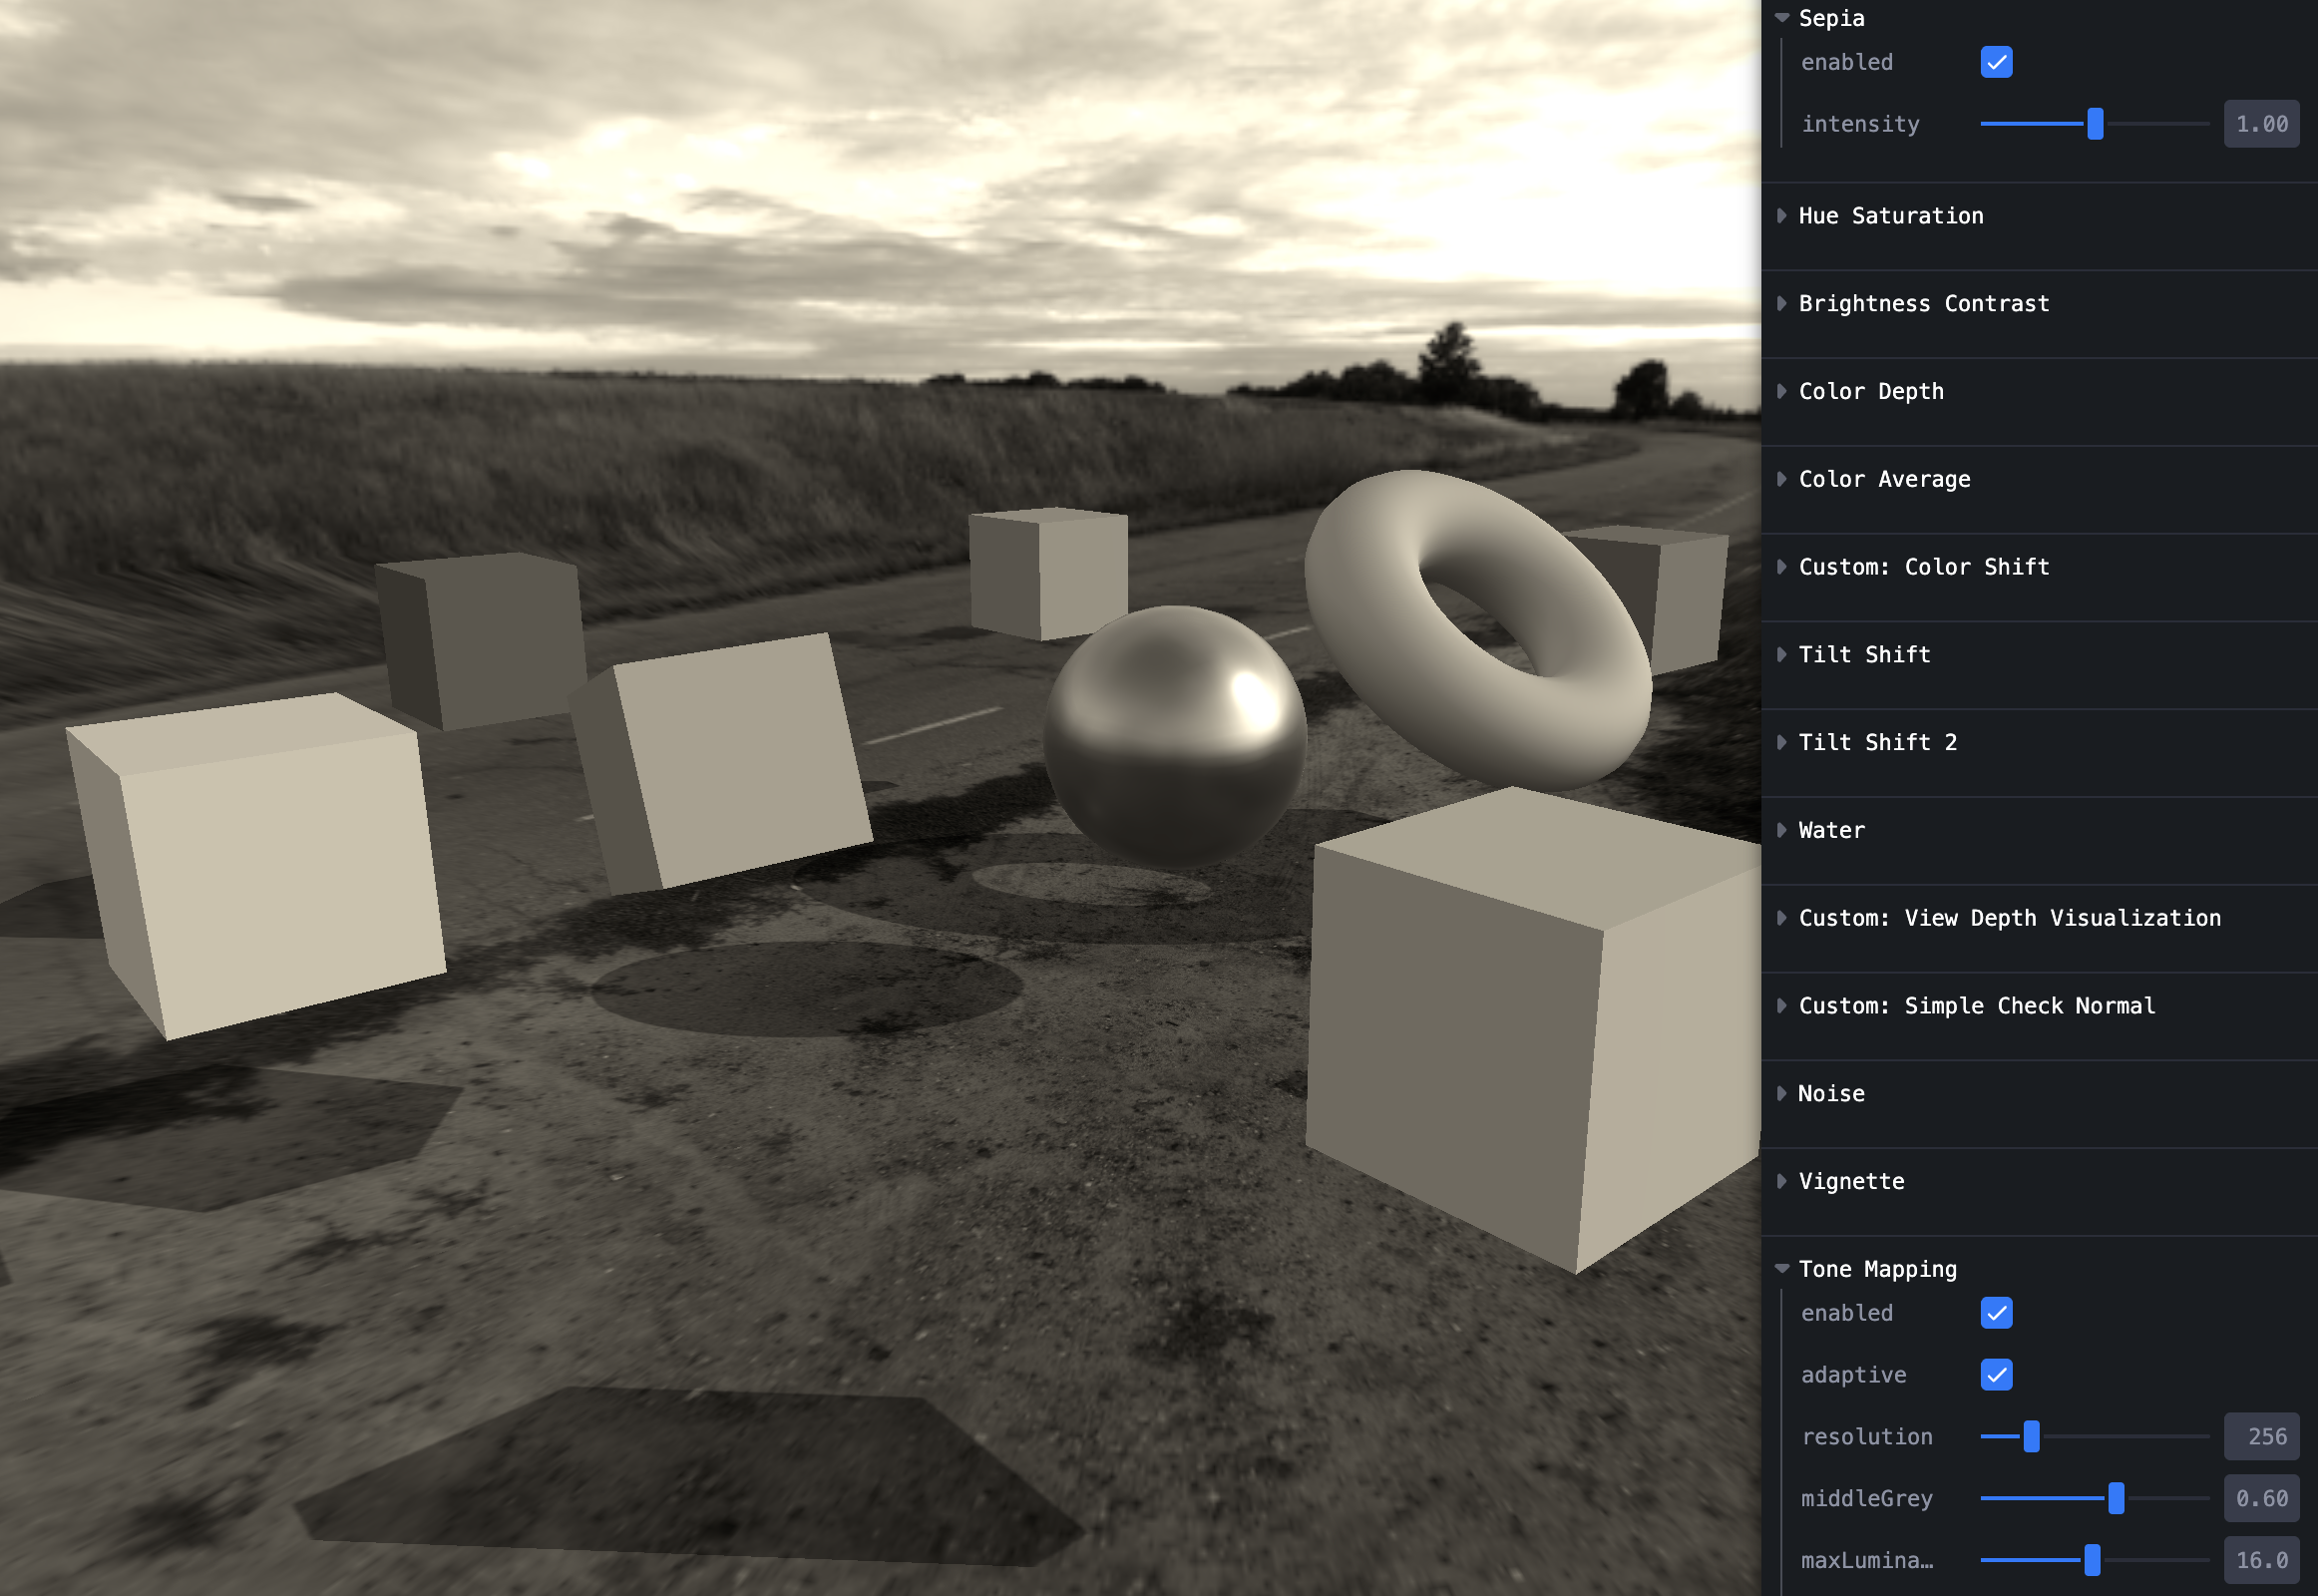 Sepia
enabled
intensity 1.00
Hue Saturation
Brightness Contrast
Color Depth
Color Average
Custom: Color Shift
Tilt Shift
Tilt Shift 2
Water
Custom: View Depth Visualization
Custom: Simple Check Normal
Noise
Vignette
Tone Mapping
enabled
adaptive
resolution 256
middleGrey 0.60
maxLumina… 16.0